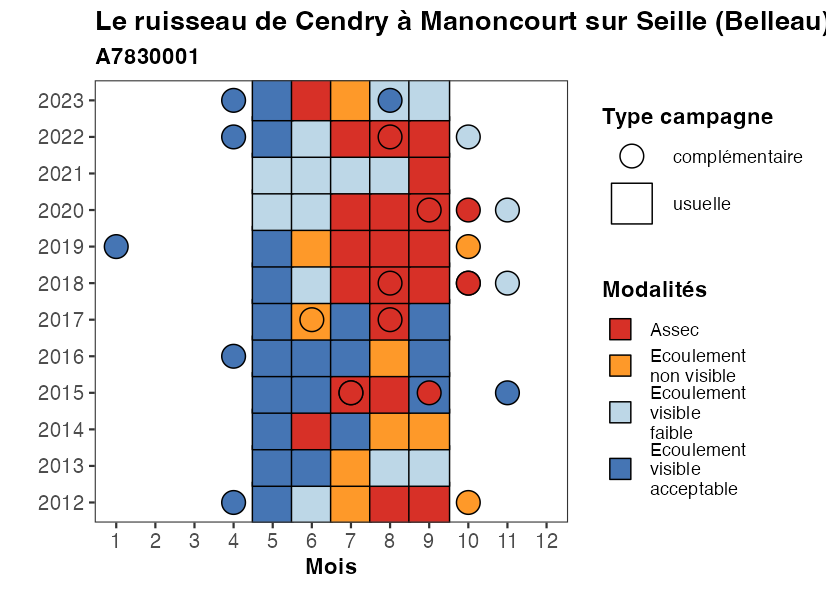 Le ruisseau de Cendry à Manoncourt sur Seille (Belleau)
A7830001
2023
2022
2021
2020
2019
2018
2017
2016
2015
2014
2013
2012
1 2 3 4 5 6 7 8 9 10 11 12
Mois
Type campagne
complémentaire
usuelle
Modalités
Assec
Ecoulement
non visible
Ecoulement
visible
faible
Ecoulement
visible
acceptable